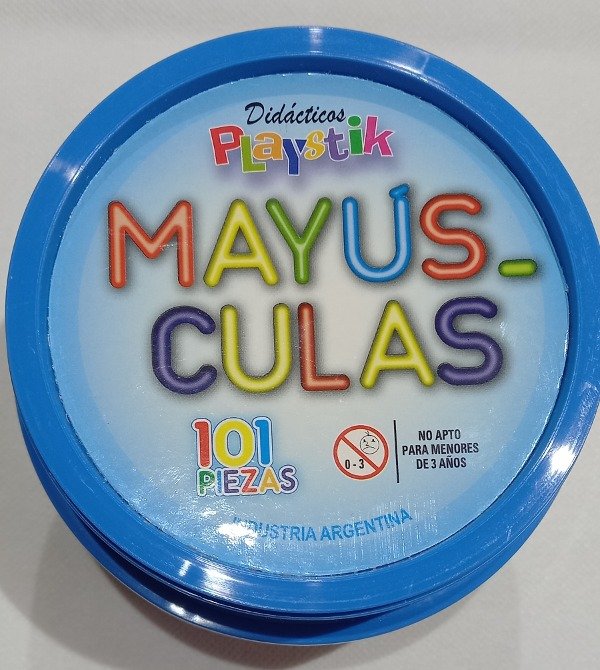 Didácticos
Playstik
MAYÚS-
CULAS
101
PIEZAS
0-3
NO APTO
PARA MENORES
DE 3 AÑOS
INDUSTRIA ARGENTINA